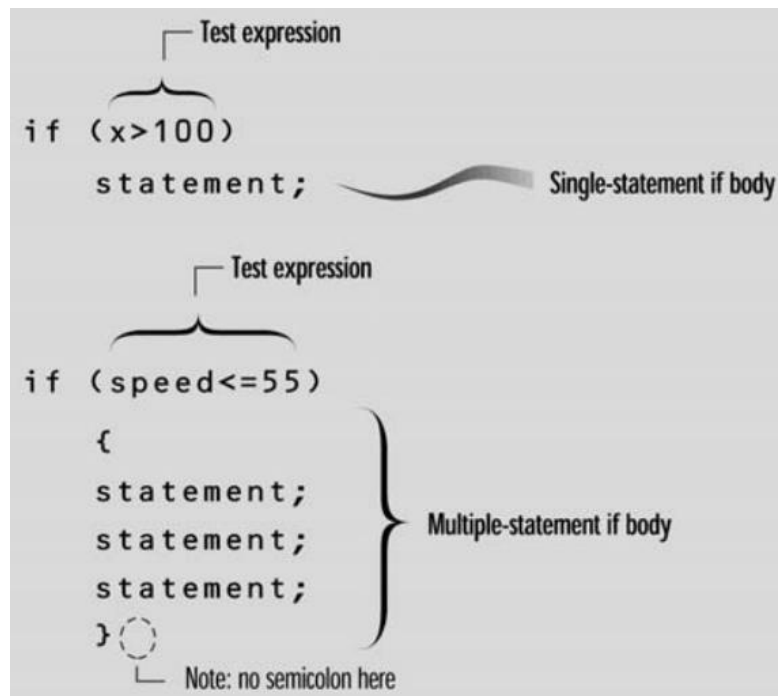 Test expression
if (x>100)
statement;
Single-statement if body
Test expression
if (speed<=55)
{
statement;
statement;
statement;
}
Multiple-statement if body
Note: no semicolon here